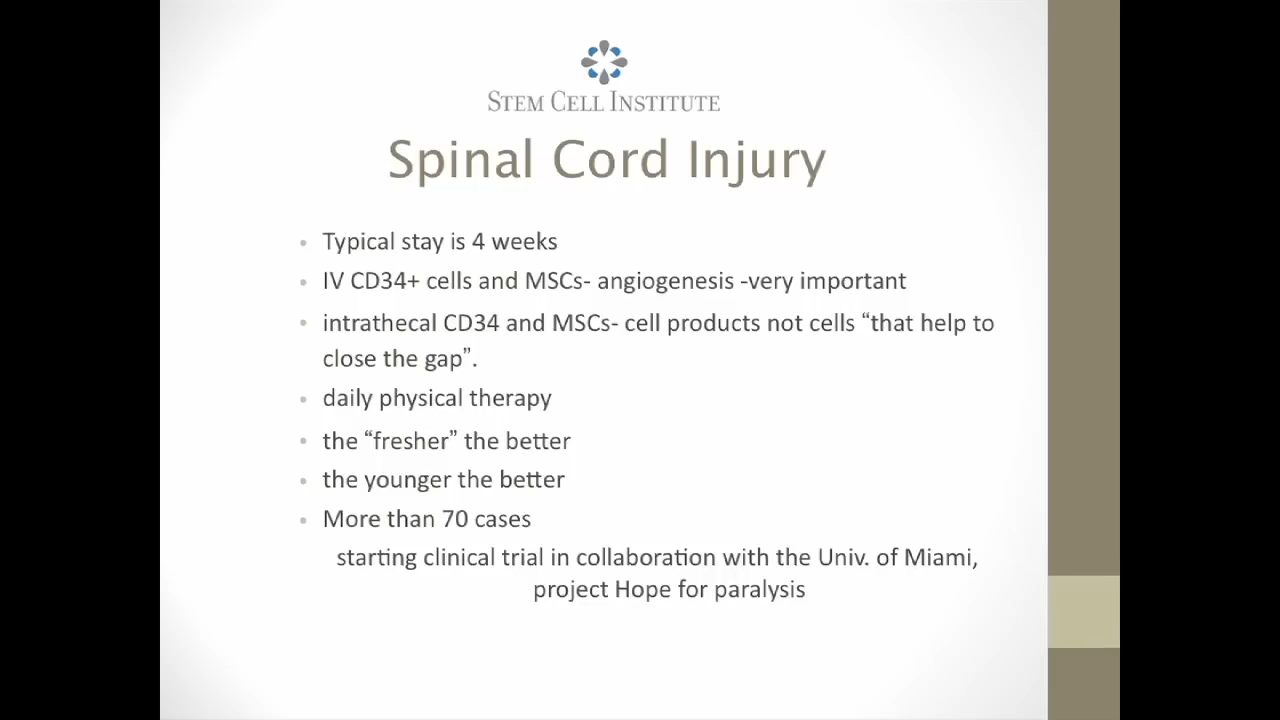 STEM CELL INSTITUTE
Spinal Cord Injury
• Typical stay is 4 weeks
• IV CD34+ cells and MSCs- angiogenesis -very important
• intrathecal CD34 and MSCs- cell products not cells “that help to
close the gap”.
• daily physical therapy
• the “fresher” the better
• the younger the better
• More than 70 cases
starting clinical trial in collaboration with the Univ. of Miami,
project Hope for paralysis